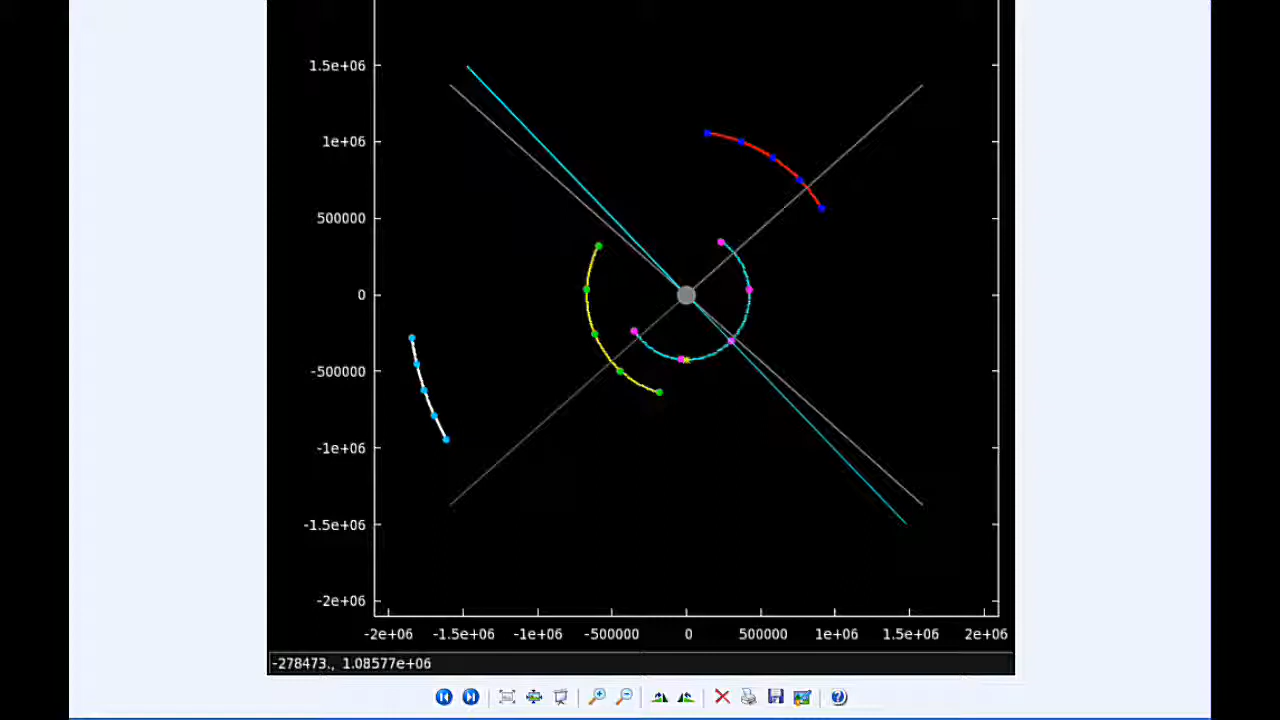 1.5e+06
1e+06
500000
0
-500000
-1e+06
-1.5e+06
-2e+06
-2e+06 -1.5e+06 -1e+06 -500000 0 500000 1e+06 1.5e+06 2e+06
-278473., 1.08577e+06